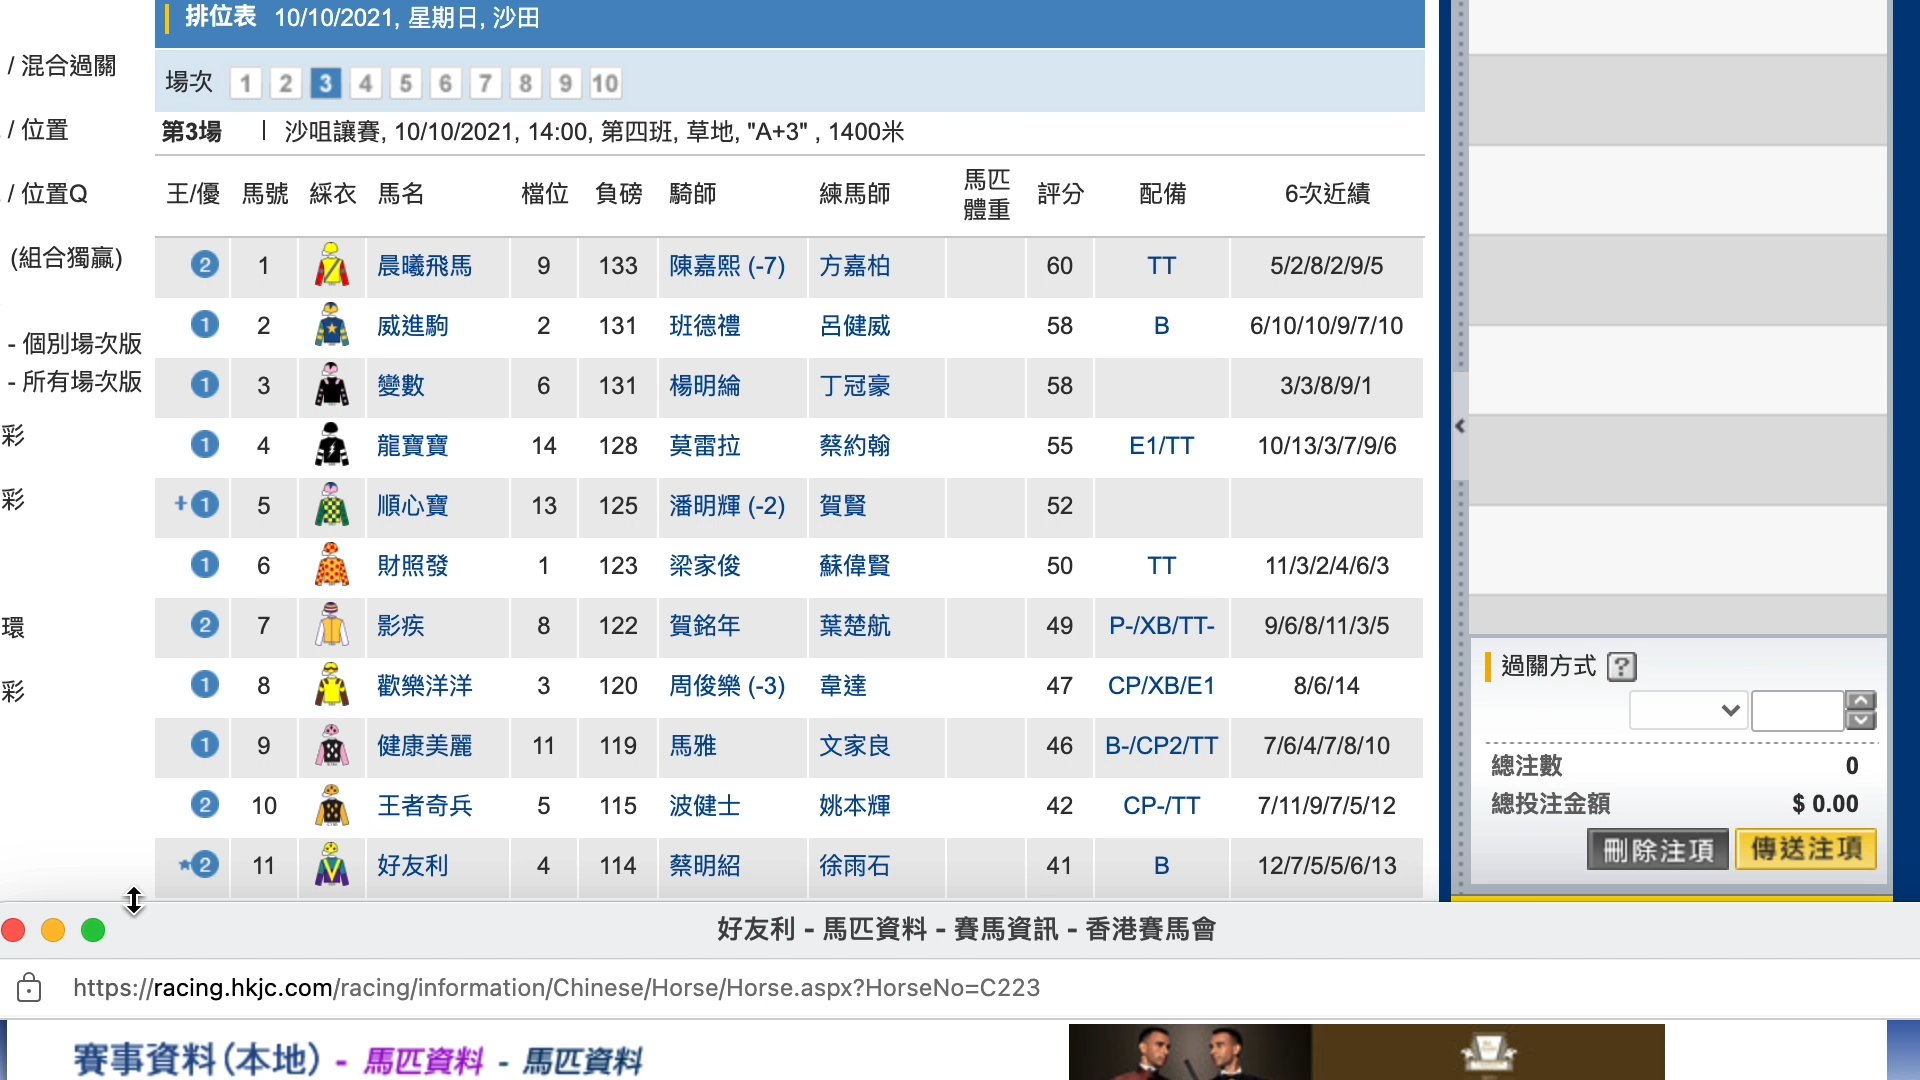 排位表 10/10/2021, 星期日, 沙田
/ 混合過關
/ 位置
/ 位置Q
(組合獨贏)
- 個別場次版
- 所有場次版
彩
彩
環
彩
場次 1 2 3 4 5 6 7 8 9 10
第3場 | 沙咀讓賽, 10/10/2021, 14:00, 第四班, 草地, "A+3" , 1400米
王/優 馬號 綵衣 馬名 檔位 負磅 騎師 練馬師 馬匹體重 評分 配備 6次近績
2 1 晨曦飛馬 9 133 陳嘉熙 (-7) 方嘉柏 60 TT 5/2/8/2/9/5
1 2 威進駒 2 131 班德禮 呂健威 58 B 6/10/10/9/7/10
1 3 變數 6 131 楊明綸 丁冠豪 58 3/3/8/9/1
1 4 龍寶寶 14 128 莫雷拉 蔡約翰 55 E1/TT 10/13/3/7/9/6
+1 5 順心寶 13 125 潘明輝 (-2) 賀賢 52
1 6 財照發 1 123 梁家俊 蘇偉賢 50 TT 11/3/2/4/6/3
2 7 影疾 8 122 賀銘年 葉楚航 49 P-/XB/TT- 9/6/8/11/3/5
1 8 歡樂洋洋 3 120 周俊樂 (-3) 韋達 47 CP/XB/E1 8/6/14
1 9 健康美麗 11 119 馬雅 文家良 46 B-/CP2/TT 7/6/4/7/8/10
2 10 王者奇兵 5 115 波健士 姚本輝 42 CP-/TT 7/11/9/7/5/12
★2 11 好友利 4 114 蔡明紹 徐雨石 41 B 12/7/5/5/6/13
過關方式 ?
總注數 0
總投注金額 $ 0.00
刪除注項 傳送注項
好友利 - 馬匹資料 - 賽馬資訊 - 香港賽馬會
https://racing.hkjc.com/racing/information/Chinese/Horse/Horse.aspx?HorseNo=C223
賽事資料(本地) - 馬匹資料 - 馬匹資料